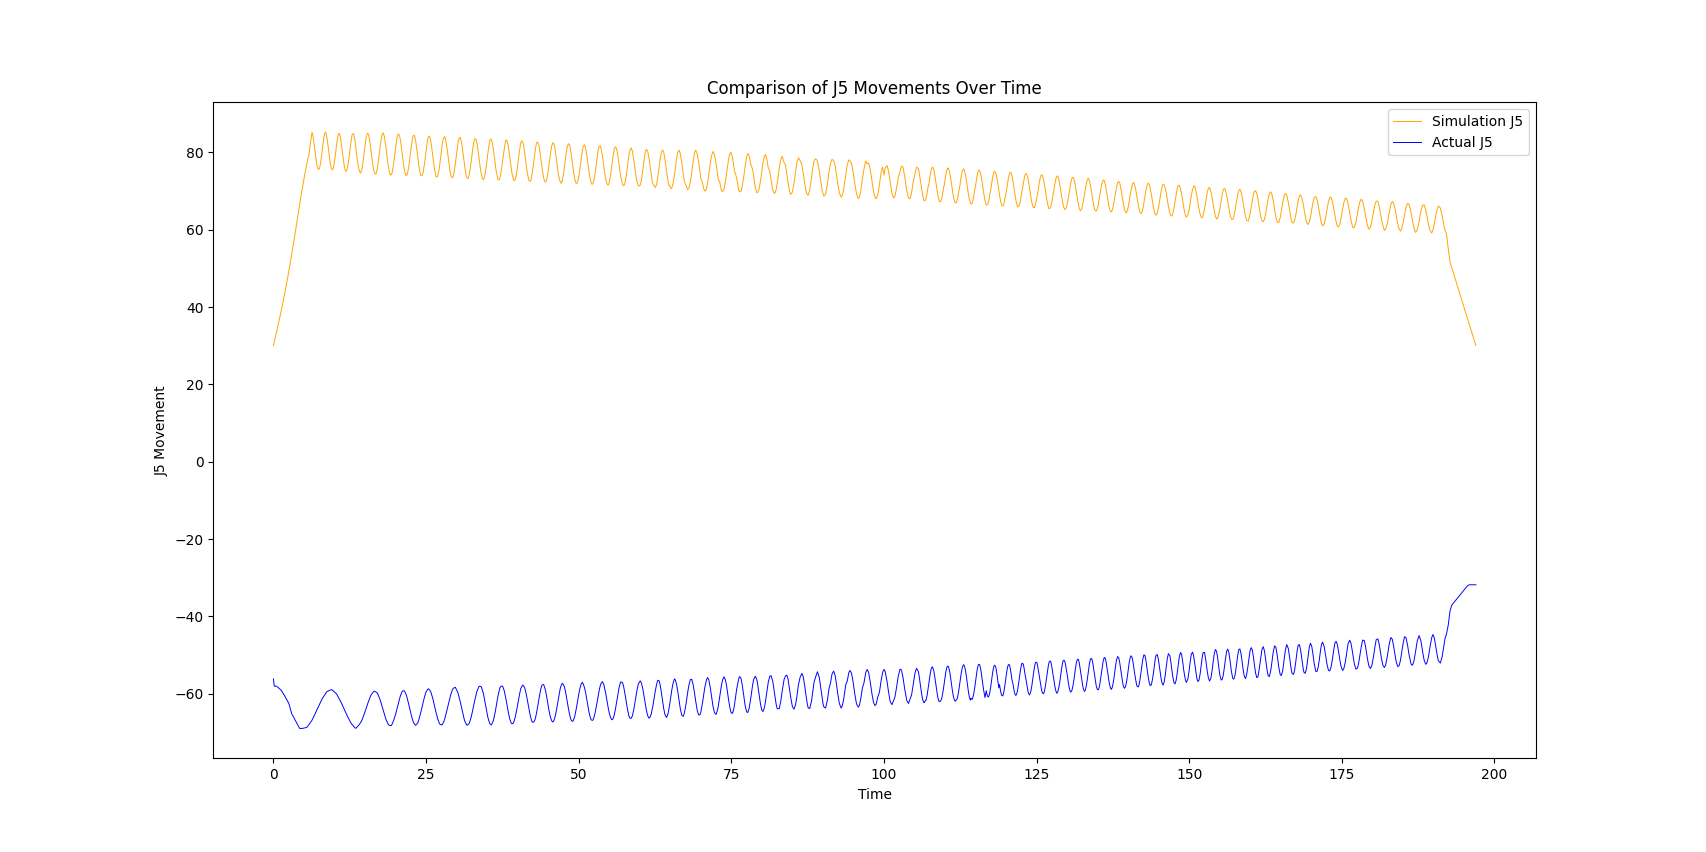 Comparison of J5 Movements Over Time
Simulation J5
Actual J5
J5 Movement
80
60
40
20
0
−20
−40
−60
0 25 50 75 100 125 150 175 200
Time